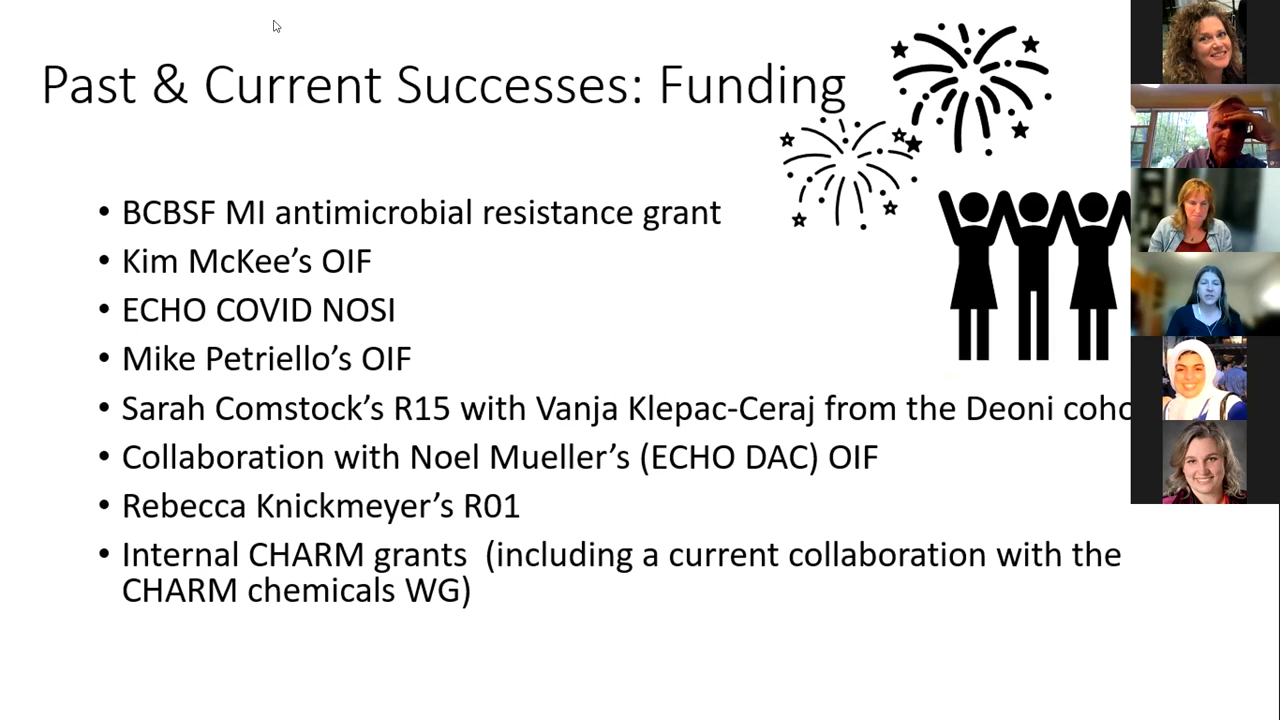 Past & Current Successes: Funding
• BCBSF MI antimicrobial resistance grant
• Kim McKee’s OIF
• ECHO COVID NOSI
• Mike Petriello’s OIF
• Sarah Comstock’s R15 with Vanja Klepac-Ceraj from the Deoni coho
• Collaboration with Noel Mueller’s (ECHO DAC) OIF
• Rebecca Knickmeyer’s R01
• Internal CHARM grants (including a current collaboration with the
CHARM chemicals WG)